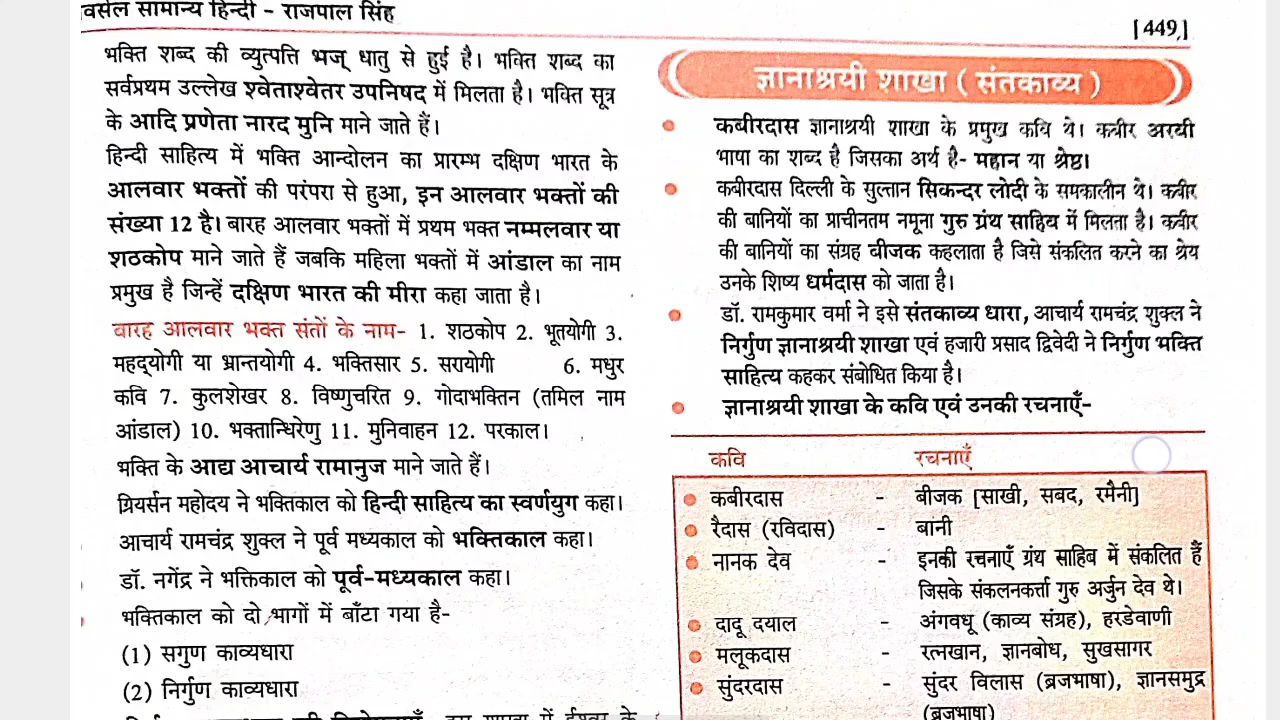 वर्सल सामान्य हिन्दी - राजपाल सिंह
|449,|
भक्ति शब्द की व्युत्पत्ति भज् धातु से हुई है। भक्ति शब्द का
सर्वप्रथम उल्लेख श्वेताश्वेतर उपनिषद में मिलता है। भक्ति सूत्र
के आदि प्रणेता नारद मुनि माने जाते हैं।
हिन्दी साहित्य में भक्ति आन्दोलन का प्रारम्भ दक्षिण भारत के
आलवार भक्तों की परंपरा से हुआ, इन आलवार भक्तों की
संख्या 12 है। बारह आलवार भक्तों में प्रथम भक्त नम्मलवार या
शठकोप माने जाते हैं जबकि महिला भक्तों में आंडाल का नाम
प्रमुख है जिन्हें दक्षिण भारत की मीरा कहा जाता है।
बारह आलवार भक्त संतों के नाम- 1. शठकोप 2. भूतयोगी 3.
महद्योगी या भ्रान्तयोगी 4. भक्तिसार 5. सरायोगी 6. मधुर
कवि 7. कुलशेखर 8. विष्णुचरित 9. गोदाभक्तिन (तमिल नाम
आंडाल) 10. भक्तान्धिरेणु 11. मुनिवाहन 12. परकाल।
भक्ति के आद्य आचार्य रामानुज माने जाते हैं।
ग्रियर्सन महोदय ने भक्तिकाल को हिन्दी साहित्य का स्वर्णयुग कहा।
आचार्य रामचंद्र शुक्ल ने पूर्व मध्यकाल को भक्तिकाल कहा।
डॉ. नगेंद्र ने भक्तिकाल को पूर्व-मध्यकाल कहा।
भक्तिकाल को दो भागों में बाँटा गया है-
(1) सगुण काव्यधारा
(2) निर्गुण काव्यधारा
ज्ञानाश्रयी शाखा ( संतकाव्य )
कबीरदास ज्ञानाश्रयी शाखा के प्रमुख कवि थे। कबीर अरबी
भाषा का शब्द है जिसका अर्थ है- महान या श्रेष्ठ।
कबीरदास दिल्ली के सुल्तान सिकन्दर लोदी के समकालीन थे। कबीर
की बानियों का प्राचीनतम नमूना गुरु ग्रंथ साहिब में मिलता है। कबीर
की बानियों का संग्रह बीजक कहलाता है जिसे संकलित करने का श्रेय
उनके शिष्य धर्मदास को जाता है।
डॉ. रामकुमार वर्मा ने इसे संतकाव्य धारा, आचार्य रामचंद्र शुक्ल ने
निर्गुण ज्ञानाश्रयी शाखा एवं हजारी प्रसाद द्विवेदी ने निर्गुण भक्ति
साहित्य कहकर संबोधित किया है।
ज्ञानाश्रयी शाखा के कवि एवं उनकी रचनाएँ-
कवि रचनाएँ
कबीरदास - बीजक [साखी, सबद, रमैनी]
रैदास (रविदास) - बानी
नानक देव - इनकी रचनाएँ ग्रंथ साहिब में संकलित हैं
जिसके संकलनकर्त्ता गुरु अर्जुन देव थे।
दादू दयाल - अंगवधू (काव्य संग्रह), हरडेवाणी
मलूकदास - रत्नखान, ज्ञानबोध, सुखसागर
सुंदरदास - सुंदर विलास (ब्रजभाषा), ज्ञानसमुद्र
(ब्रजभाषा)